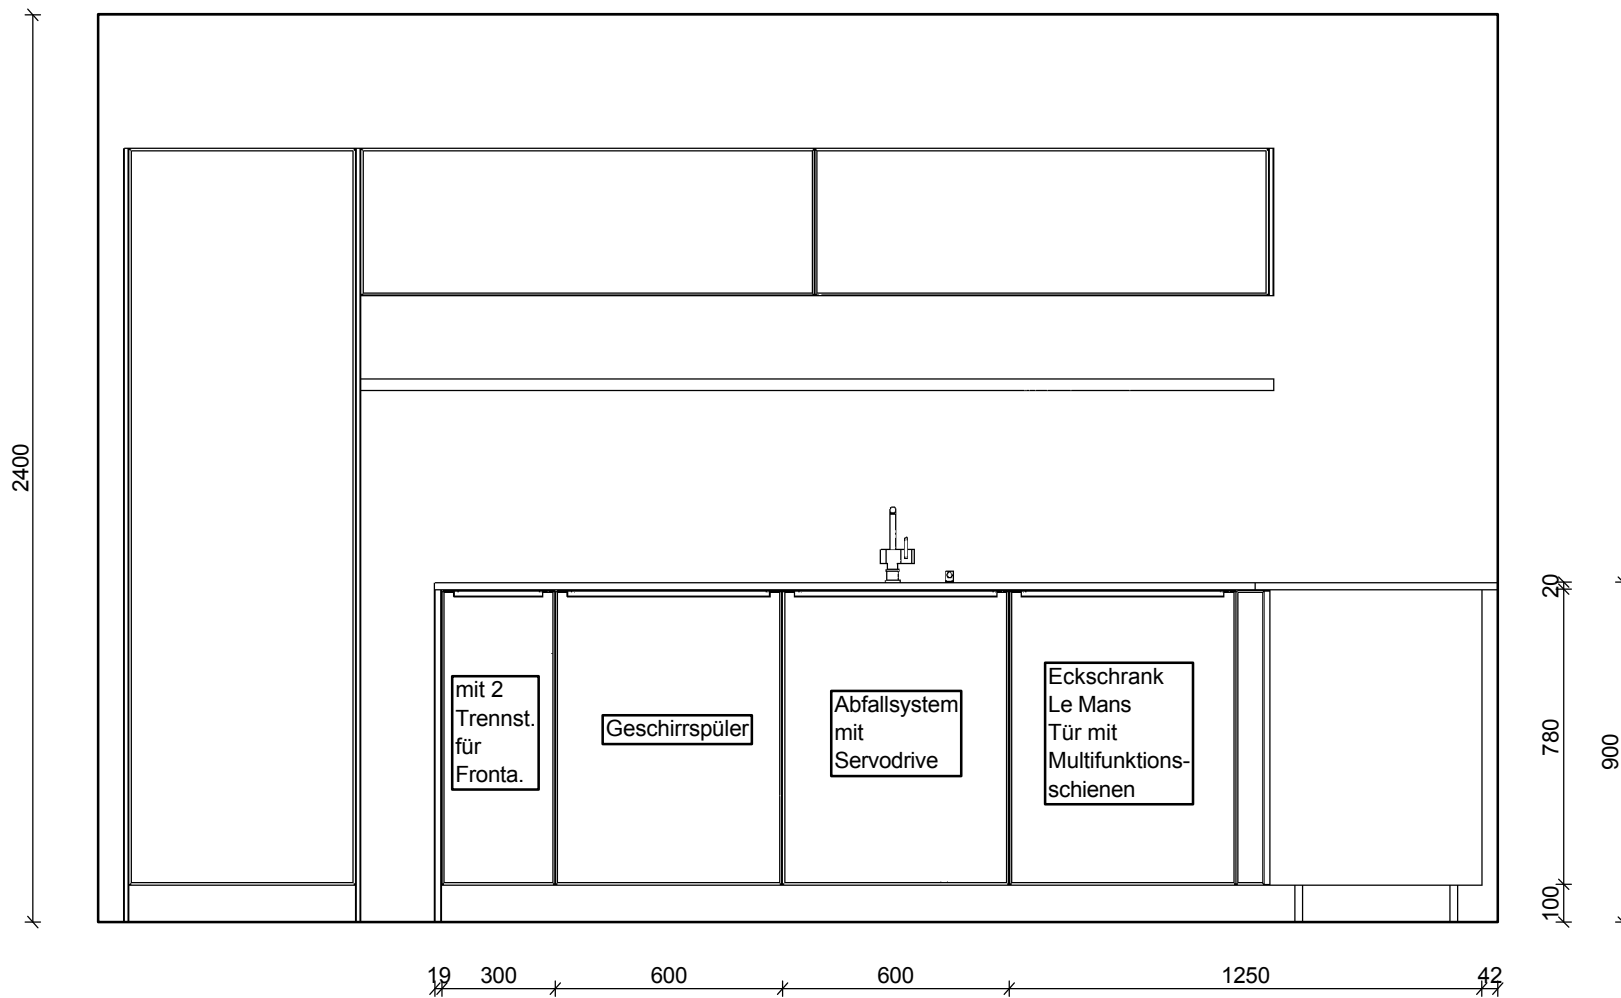 2400
mit 2
Trennst.
für
Fronta.
Geschirrspüler
Abfallsystem
mit
Servodrive
Eckschrank
Le Mans
Tür mit
Multifunktions-
schienen
20
780
900
100
19 300 600 600 1250 42